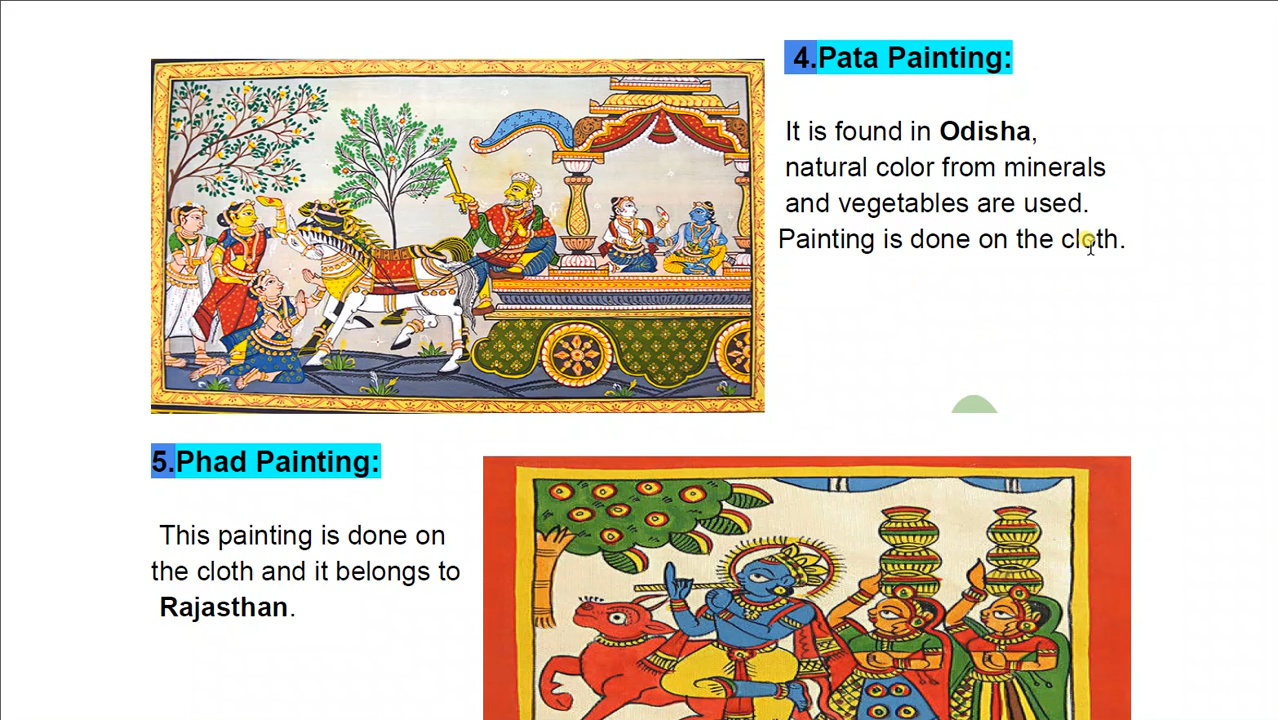 4.Pata Painting:
It is found in Odisha,
natural color from minerals
and vegetables are used.
Painting is done on the cloth.
5.Phad Painting:
This painting is done on
the cloth and it belongs to
Rajasthan.